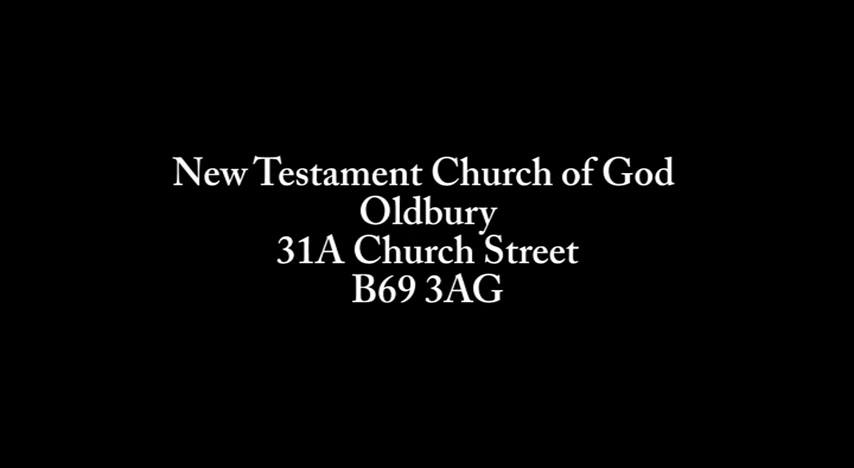 New Testament Church of God
Oldbury
31A Church Street
B69 3AG